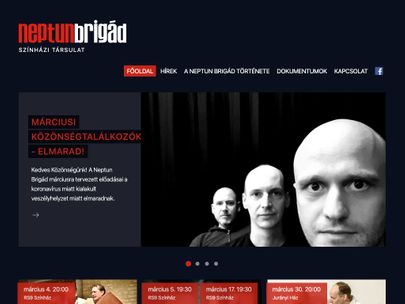 neptunbrigád
SZÍNHÁZI TÁRSULAT
FŐOLDAL HÍREK A NEPTUN BRIGÁD TÖRTÉNETE DOKUMENTUMOK KAPCSOLAT f
MÁRCIUSI
KÖZÖNSÉGTALÁLKOZÓK
- ELMARAD!
Kedves Közönségünk! A Neptun
Brigád márciusra tervezett előadásai a
koronavírus miatt kialakult
veszélyhelyzet miatt elmaradnak.
március 4. 20:00 március 5. 19:30 március 17. 19:30 március 30. 20:00
RS9 Színház RS9 Színház RS9 Színház Jurányi Ház